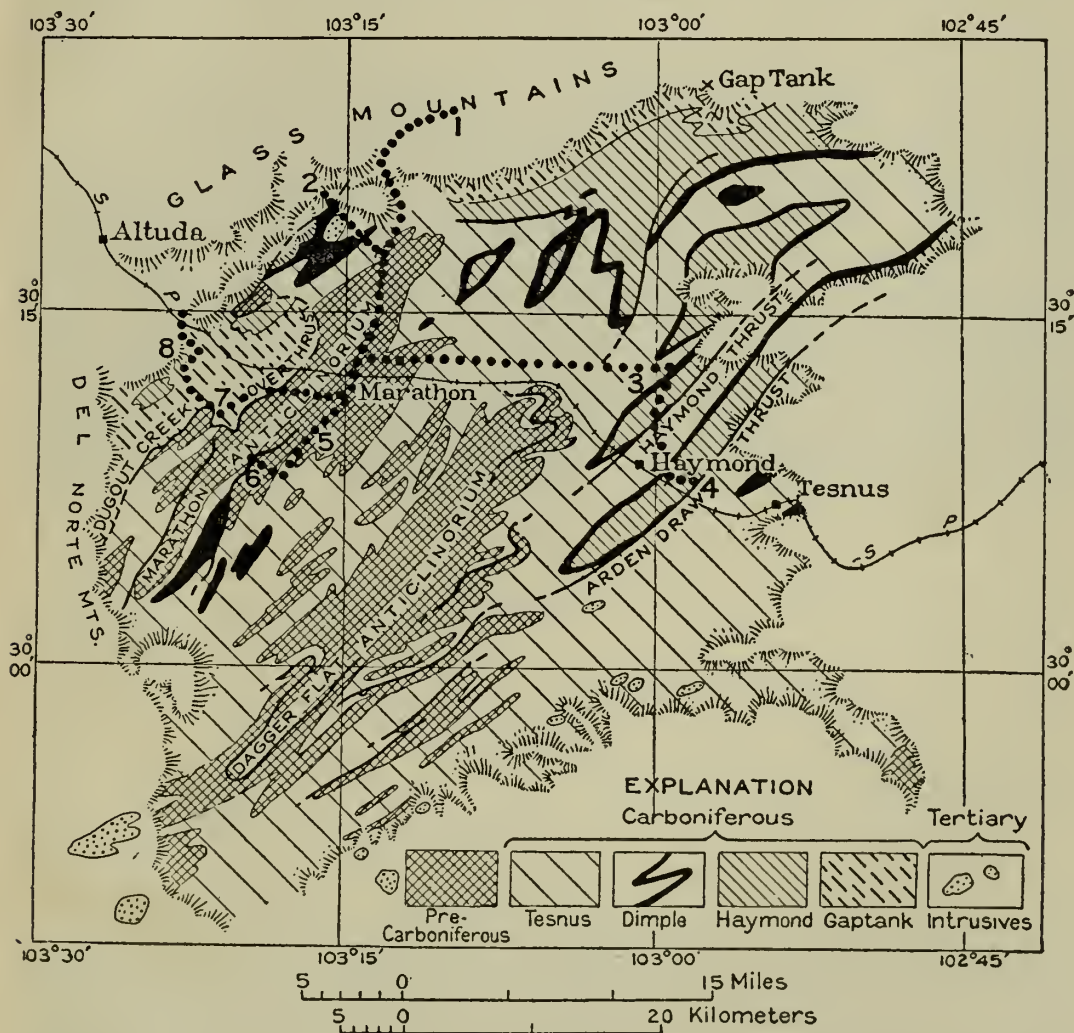 103°30'
103°15'
103°00'
102°45'
GLASS MOUNTAINS
Gap Tank
1
2
S
Altuda
P
30°
15'
30°
15'
8
MARATHON ANTICLINORIUM
DUGOUT CREEK OVERTHRUST
7
Marathon
3
HAYMOND THRUST
5
6
Haymond
4
Tesnus
ARDEN DRAW THRUST
S
P
DEL NORTE MTS.
DAGGER FLAT ANTICLINORIUM
30°
00'
30°
00'
EXPLANATION
Carboniferous
Tertiary
Pre-
Carboniferous
Tesnus
Dimple
Haymond
Gaptank
Intrusives
103°30'
103°15'
103°00'
102°45'
5 0 15 Miles
5 0 20 Kilometers